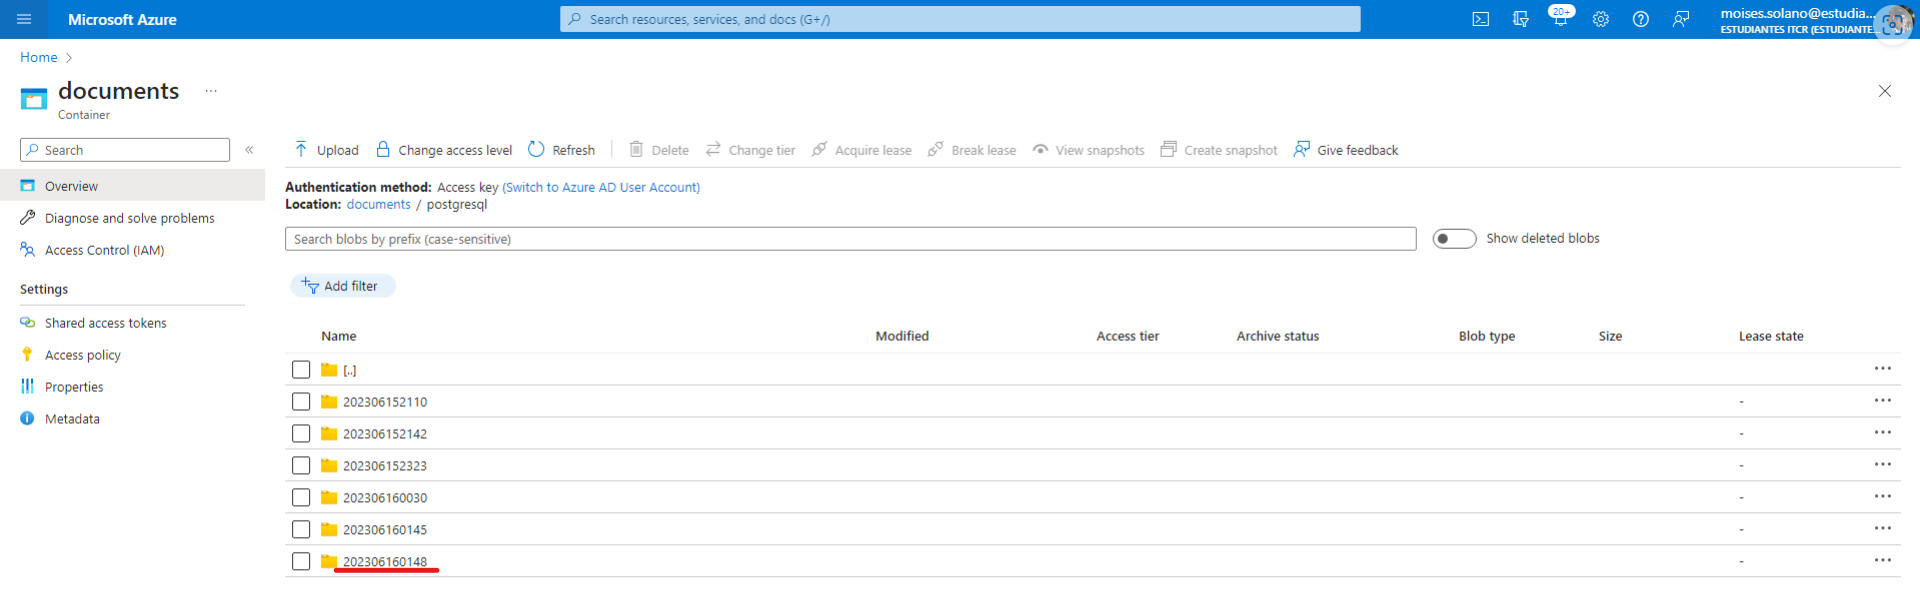 Microsoft Azure
Search resources, services, and docs (G+/)
20+
moises.solano@estudia...
ESTUDIANTES ITCR (ESTUDIANTE...
Home >
documents ...
Container
Search «
Overview
Diagnose and solve problems
Access Control (IAM)
Settings
Shared access tokens
Access policy
Properties
Metadata
Upload Change access level Refresh Delete Change tier Acquire lease Break lease View snapshots Create snapshot Give feedback
Authentication method: Access key (Switch to Azure AD User Account)
Location: documents / postgresql
Search blobs by prefix (case-sensitive)
Show deleted blobs
Add filter
Name Modified Access tier Archive status Blob type Size Lease state
[..] ...
202306152110 - ...
202306152142 - ...
202306152323 - ...
202306160030 - ...
202306160145 - ...
202306160148 - ...